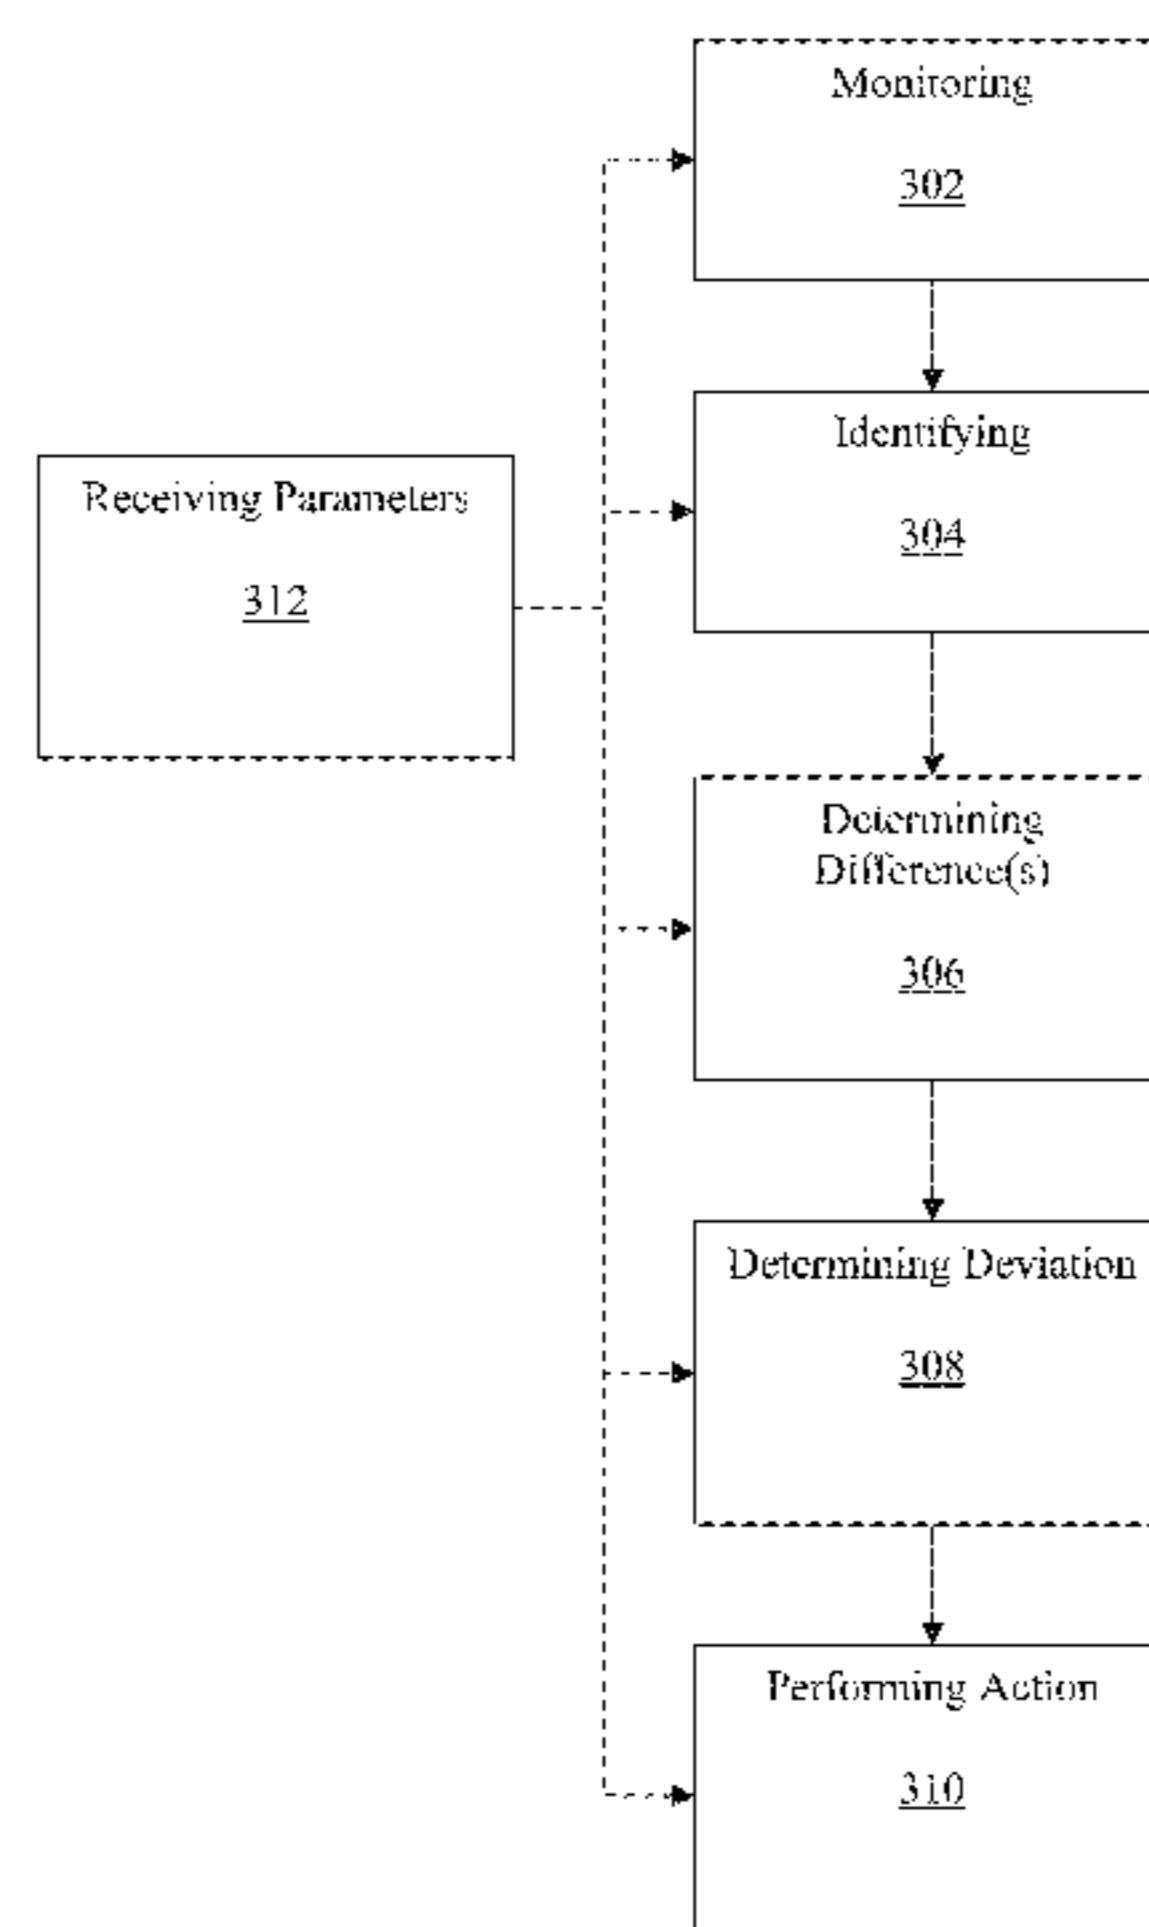 Monitoring
302
Identifying
304
Receiving Parameters
312
Determining
Difference(s)
306
Determining Deviation
308
Performing Action
310